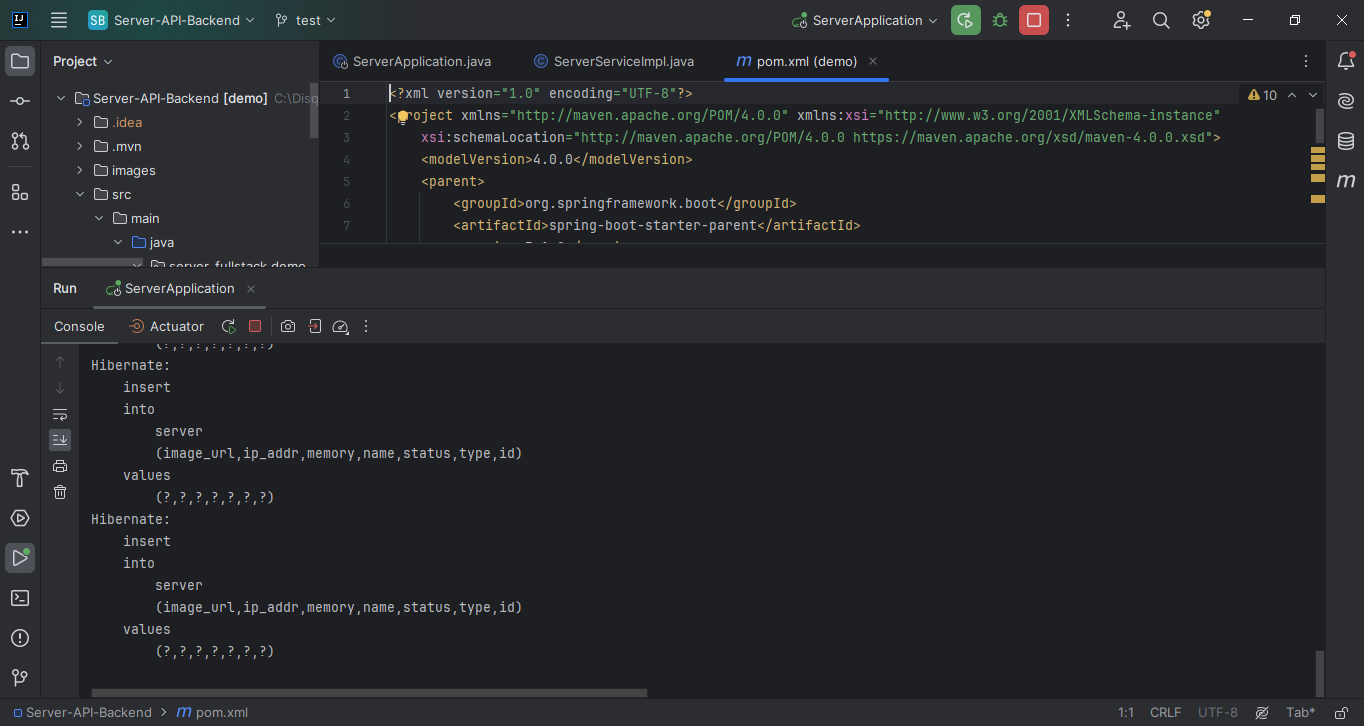 SB Server-API-Backend test ServerApplication
Project
ServerApplication.java ServerServiceImpl.java m pom.xml (demo)
Server-API-Backend [demo] C:\Disq
.idea
.mvn
images
src
main
java
server_fullstack.demo
10
1 <?xml version="1.0" encoding="UTF-8"?>
2 <project xmlns="http://maven.apache.org/POM/4.0.0" xmlns:xsi="http://www.w3.org/2001/XMLSchema-instance"
3 xsi:schemaLocation="http://maven.apache.org/POM/4.0.0 https://maven.apache.org/xsd/maven-4.0.0.xsd">
4 <modelVersion>4.0.0</modelVersion>
5 <parent>
6 <groupId>org.springframework.boot</groupId>
7 <artifactId>spring-boot-starter-parent</artifactId>
Run ServerApplication
Console Actuator
(?,?,?,?,?,?,?)
Hibernate:
insert
into
server
(image_url,ip_addr,memory,name,status,type,id)
values
(?,?,?,?,?,?,?)
Hibernate:
insert
into
server
(image_url,ip_addr,memory,name,status,type,id)
values
(?,?,?,?,?,?,?)
Server-API-Backend > m pom.xml 1:1 CRLF UTF-8 Tab*